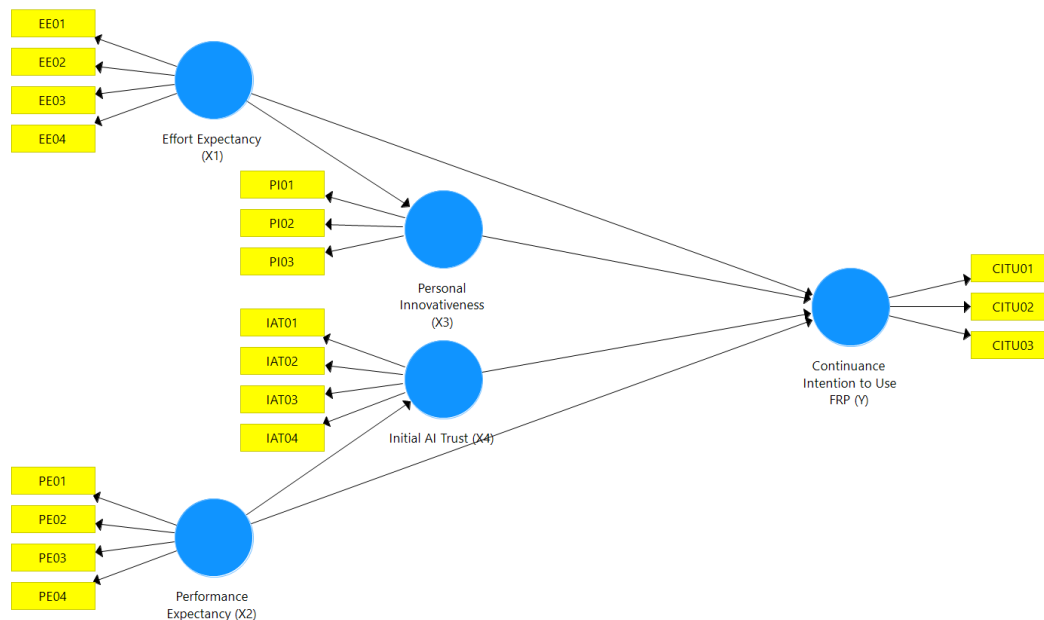 EE01
EE02
EE03
EE04
Effort Expectancy
(X1)
PI01
PI02
PI03
Personal
Innovativeness
(X3)
IAT01
IAT02
IAT03
IAT04
Initial AI Trust (X4)
CITU01
CITU02
CITU03
Continuance
Intention to Use
FRP (Y)
PE01
PE02
PE03
PE04
Performance
Expectancy (X2)